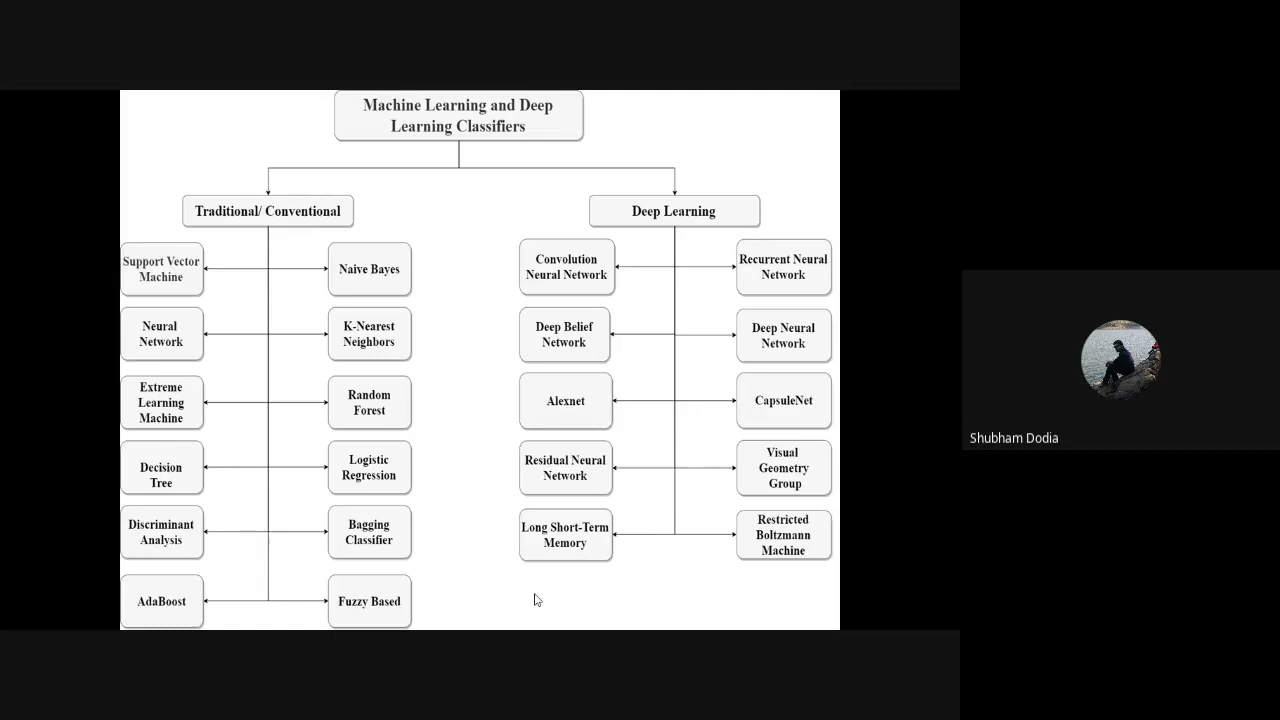 Machine Learning and Deep
Learning Classifiers
Traditional/ Conventional
Deep Learning
Support Vector
Machine
Naive Bayes
Neural
Network
K-Nearest
Neighbors
Extreme
Learning
Machine
Random
Forest
Decision
Tree
Logistic
Regression
Discriminant
Analysis
Bagging
Classifier
AdaBoost
Fuzzy Based
Convolution
Neural Network
Recurrent Neural
Network
Deep Belief
Network
Deep Neural
Network
Alexnet
CapsuleNet
Residual Neural
Network
Visual
Geometry
Group
Long Short-Term
Memory
Restricted
Boltzmann
Machine
Shubham Dodia